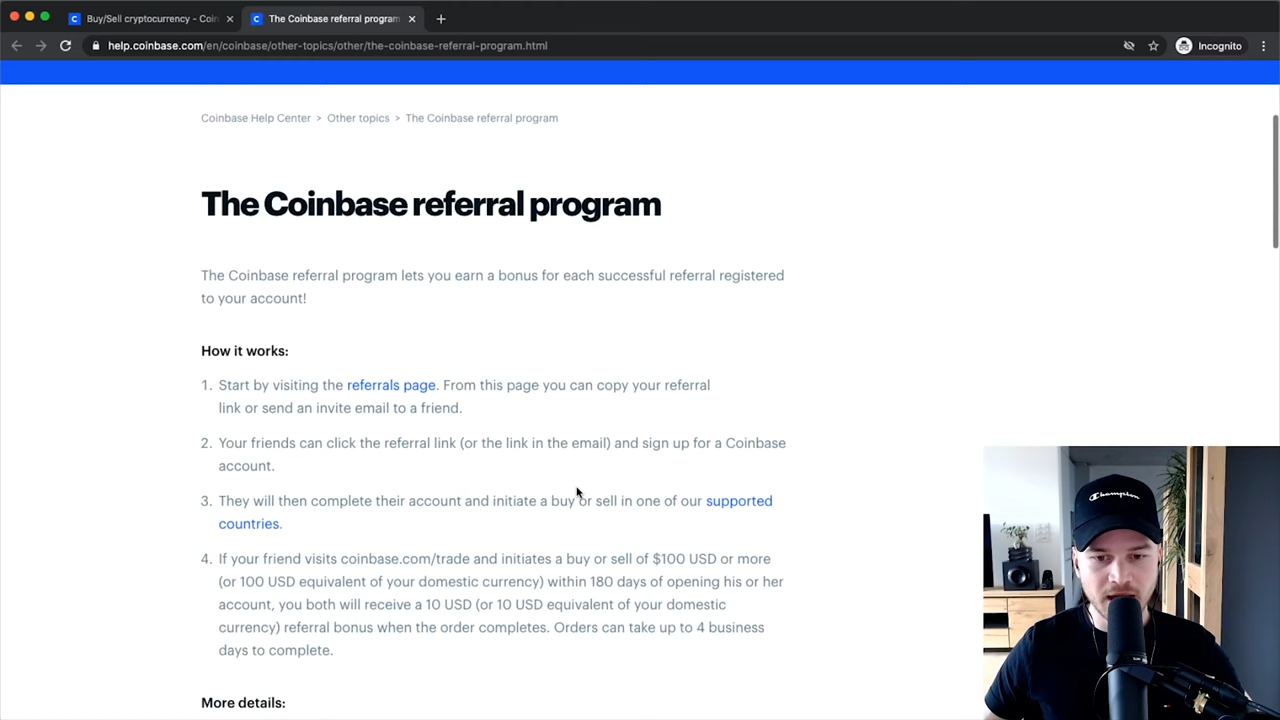 Buy/Sell cryptocurrency - Coin
The Coinbase referral program
help.coinbase.com/en/coinbase/other-topics/other/the-coinbase-referral-program.html
Incognito
Coinbase Help Center > Other topics > The Coinbase referral program
The Coinbase referral program
The Coinbase referral program lets you earn a bonus for each successful referral registered
to your account!
How it works:
1. Start by visiting the referrals page. From this page you can copy your referral
link or send an invite email to a friend.
2. Your friends can click the referral link (or the link in the email) and sign up for a Coinbase
account.
3. They will then complete their account and initiate a buy or sell in one of our supported
countries.
4. If your friend visits coinbase.com/trade and initiates a buy or sell of $100 USD or more
(or 100 USD equivalent of your domestic currency) within 180 days of opening his or her
account, you both will receive a 10 USD (or 10 USD equivalent of your domestic
currency) referral bonus when the order completes. Orders can take up to 4 business
days to complete.
More details:
Champion